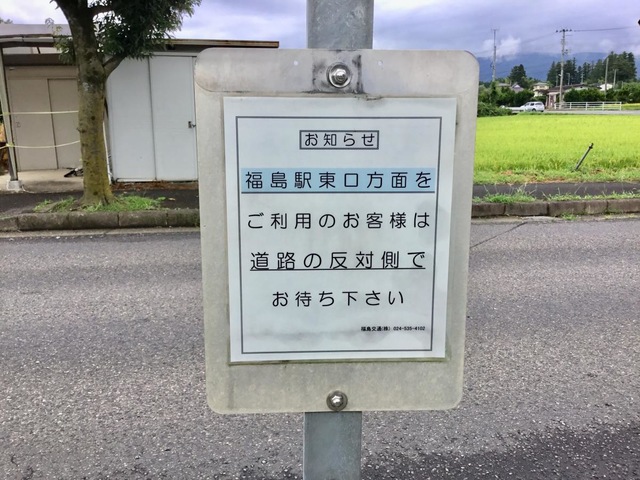 お知らせ
福島駅東口方面を
ご利用のお客様は
道路の反対側で
お待ち下さい
福島交通(株) 024-535-4102